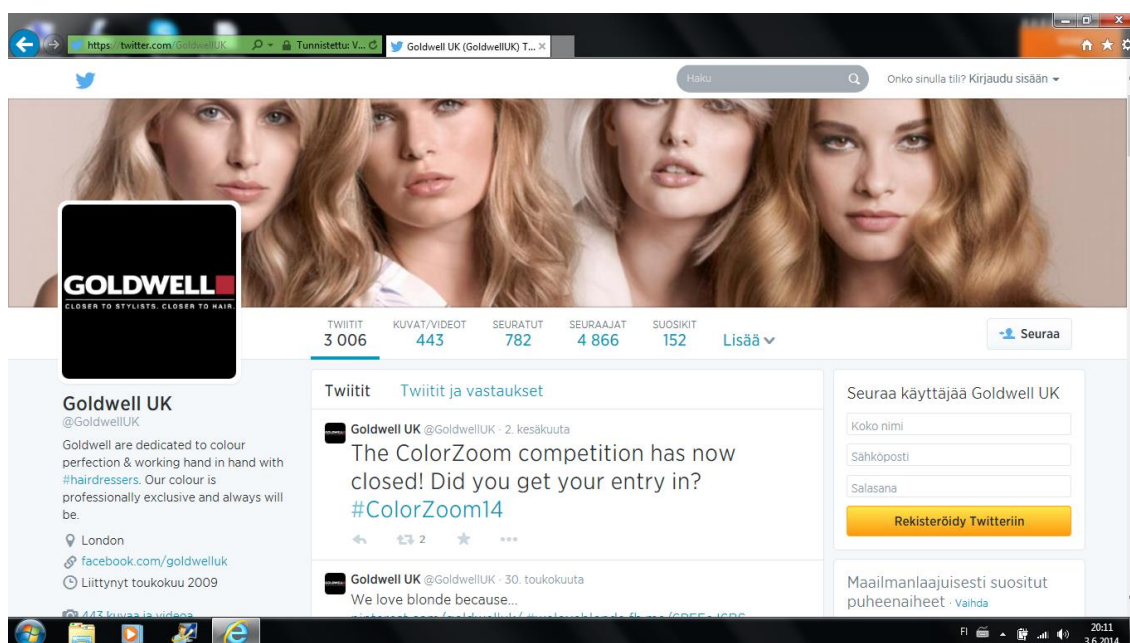 https://twitter.com/GoldwellUK
Tunnistettu: V...
Goldwell UK (GoldwellUK) T...
Haku
Onko sinulla tili? Kirjaudu sisään
GOLDWELL
CLOSER TO STYLISTS. CLOSER TO HAIR.
TWIITIT
3 006
KUVAT/VIDEOT
443
SEURATUT
782
SEURAAJAT
4 866
SUOSIKIT
152
Lisää
Seuraa
Goldwell UK
@GoldwellUK
Goldwell are dedicated to colour
perfection & working hand in hand with
#hairdressers. Our colour is
professionally exclusive and always will
be.
London
facebook.com/goldwelluk
Liittynyt toukokuu 2009
443 kuvaa ja videoa
Twiitit
Twiitit ja vastaukset
Goldwell UK @GoldwellUK · 2. kesäkuuta
The ColorZoom competition has now
closed! Did you get your entry in?
#ColorZoom14
2
Goldwell UK @GoldwellUK · 30. toukokuuta
We love blonde because...
Seuraa käyttäjää Goldwell UK
Koko nimi
Sähköposti
Salasana
Rekisteröidy Twitteriin
Maailmanlaajuisesti suositut
puheenaiheet · Vaihda
FI
20:11
3.6.2014